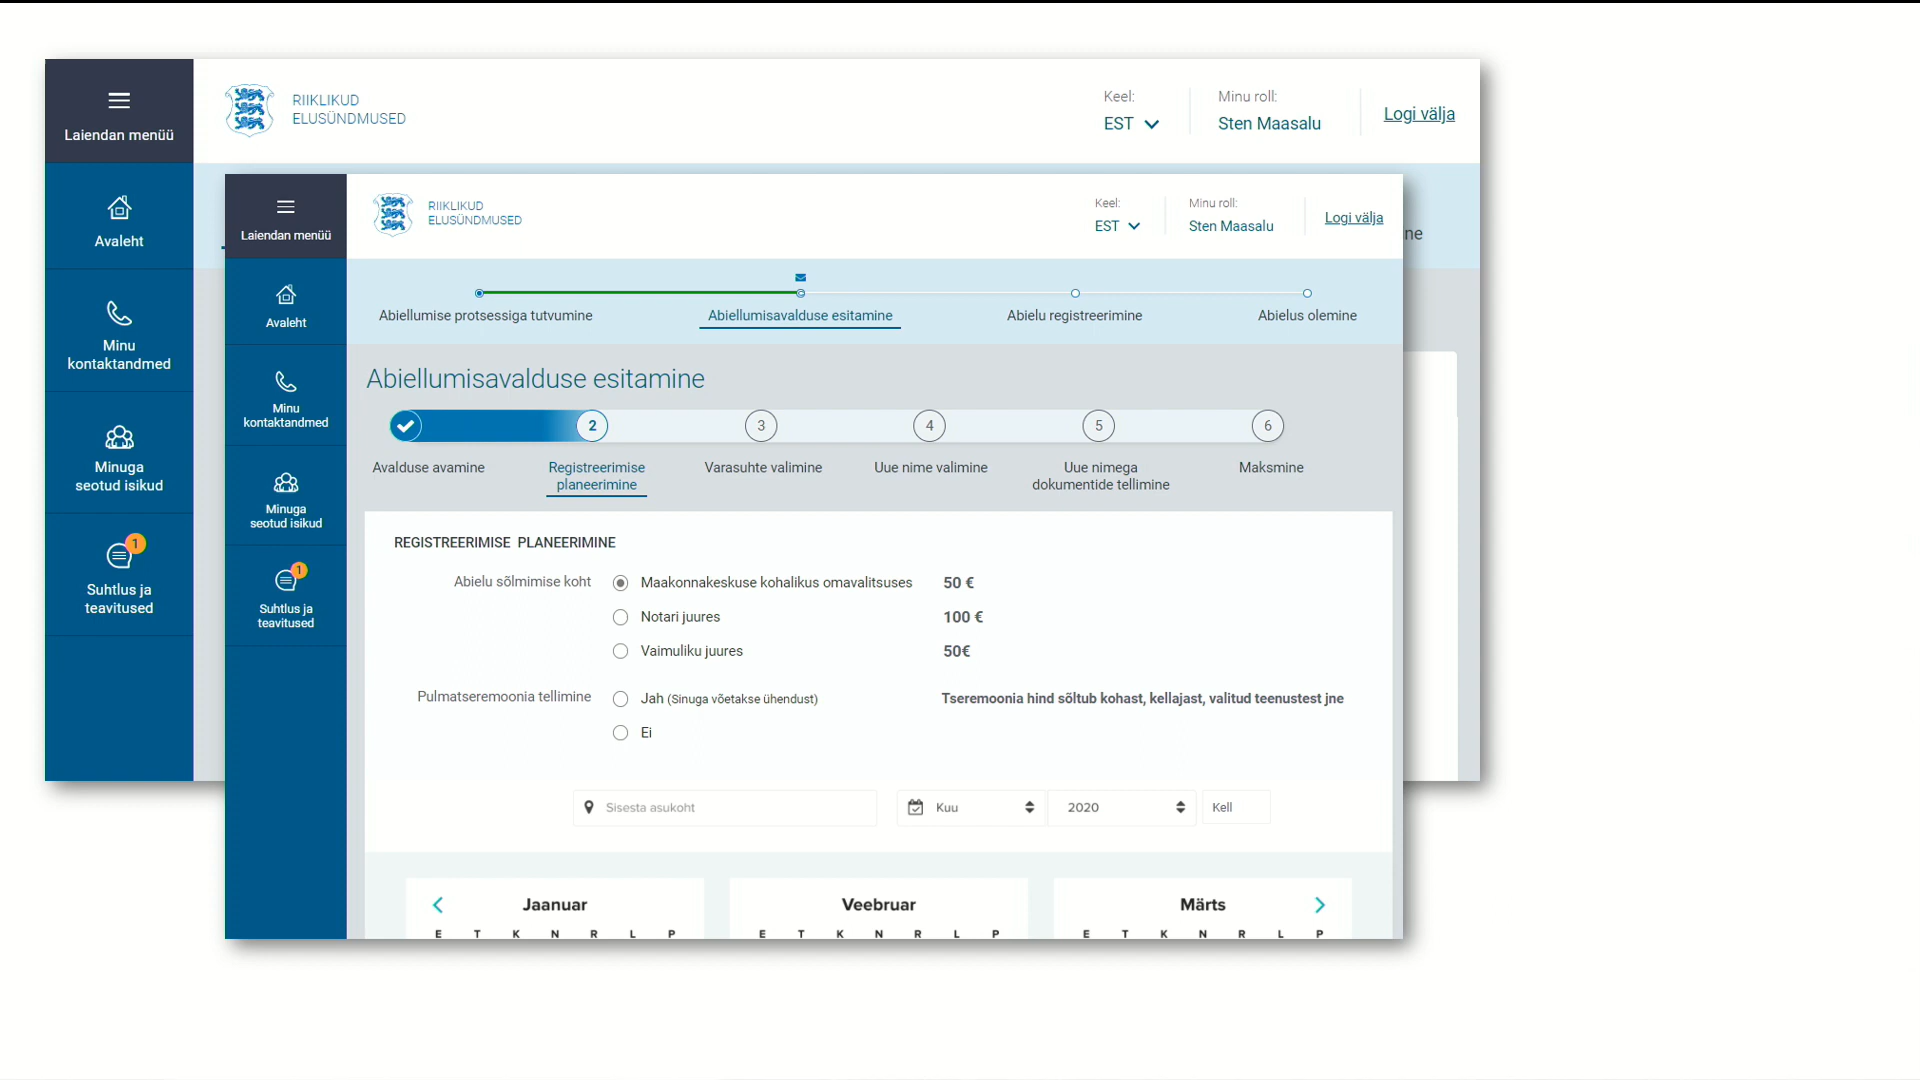 Laiendan menüü
RIIKLIKUD
ELUSÜNDMUSED
Keel:
EST
Minu roll:
Sten Maasalu
Logi välja
Avaleht
Minu
kontaktandmed
Minuga
seotud isikud
1
Suhtlus ja
teavitused
ne
Laiendan menüü
RIIKLIKUD
ELUSÜNDMUSED
Keel:
EST
Minu roll:
Sten Maasalu
Logi välja
Avaleht
Minu
kontaktandmed
Minuga
seotud isikud
1
Suhtlus ja
teavitused
Abiellumise protsessiga tutvumine
Abiellumisavalduse esitamine
Abielu registreerimine
Abielus olemine
Abiellumisavalduse esitamine
2 3 4 5 6
Avalduse avamine
Registreerimise
planeerimine
Varasuhte valimine
Uue nime valimine
Uue nimega
dokumentide tellimine
Maksmine
REGISTREERIMISE PLANEERIMINE
Abielu sõlmimise koht
Maakonnakeskuse kohalikus omavalitsuses 50 €
Notari juures 100 €
Vaimuliku juures 50€
Pulmatseremoonia tellimine
Jah (Sinuga võetakse ühendust) Tseremoonia hind sõltub kohast, kellajast, valitud teenustest jne
Ei
Sisesta asukoht Kuu 2020 Kell
Jaanuar Veebruar Märts
E T K N R L P E T K N R L P E T K N R L P